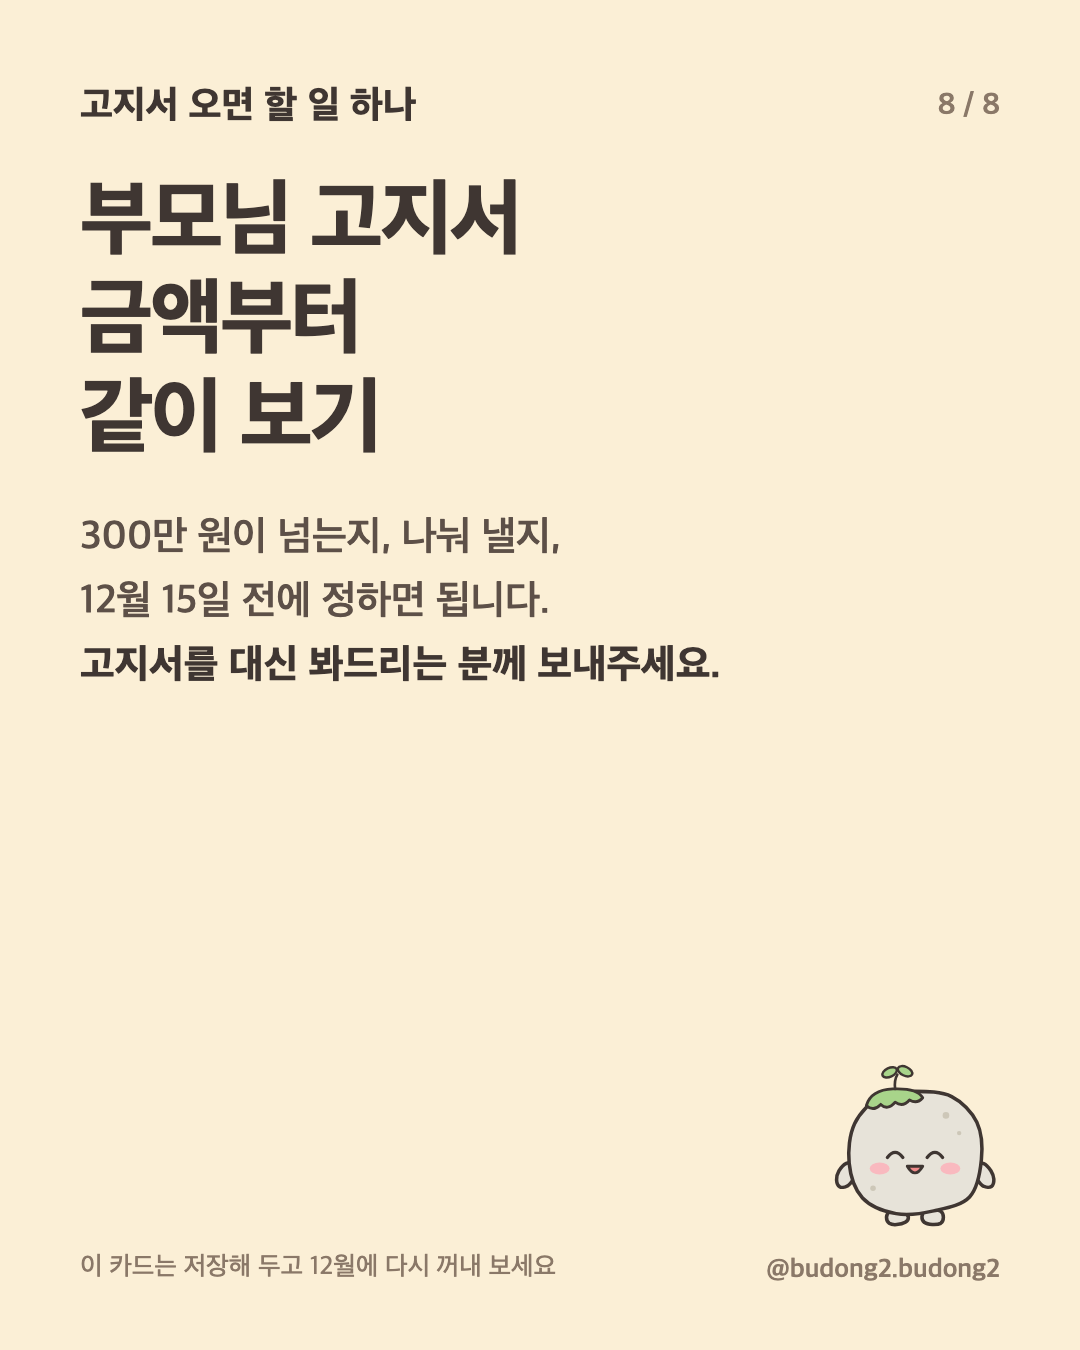 고지서 오면 할 일 하나
8 / 8
부모님 고지서
금액부터
같이 보기
300만 원이 넘는지, 나눠 낼지,
12월 15일 전에 정하면 됩니다.
고지서를 대신 봐드리는 분께 보내주세요.
이 카드는 저장해 두고 12월에 다시 꺼내 보세요
@budong2.budong2